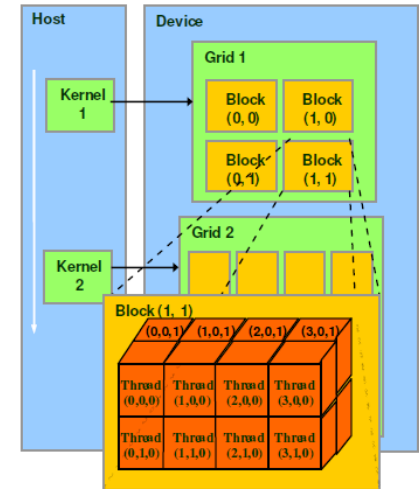 Host
Device
Grid 1
Kernel
1
Block
(0, 0)
Block
(1, 0)
Block
(0, 1)
Block
(1, 1)
Grid 2
Kernel
2
Block (1, 1)
(0,0,1) (1,0,1) (2,0,1) (3,0,1)
Thread
(0,0,0)
Thread
(1,0,0)
Thread
(2,0,0)
Thread
(3,0,0)
Thread
(0,1,0)
Thread
(1,1,0)
Thread
(2,1,0)
Thread
(3,1,0)